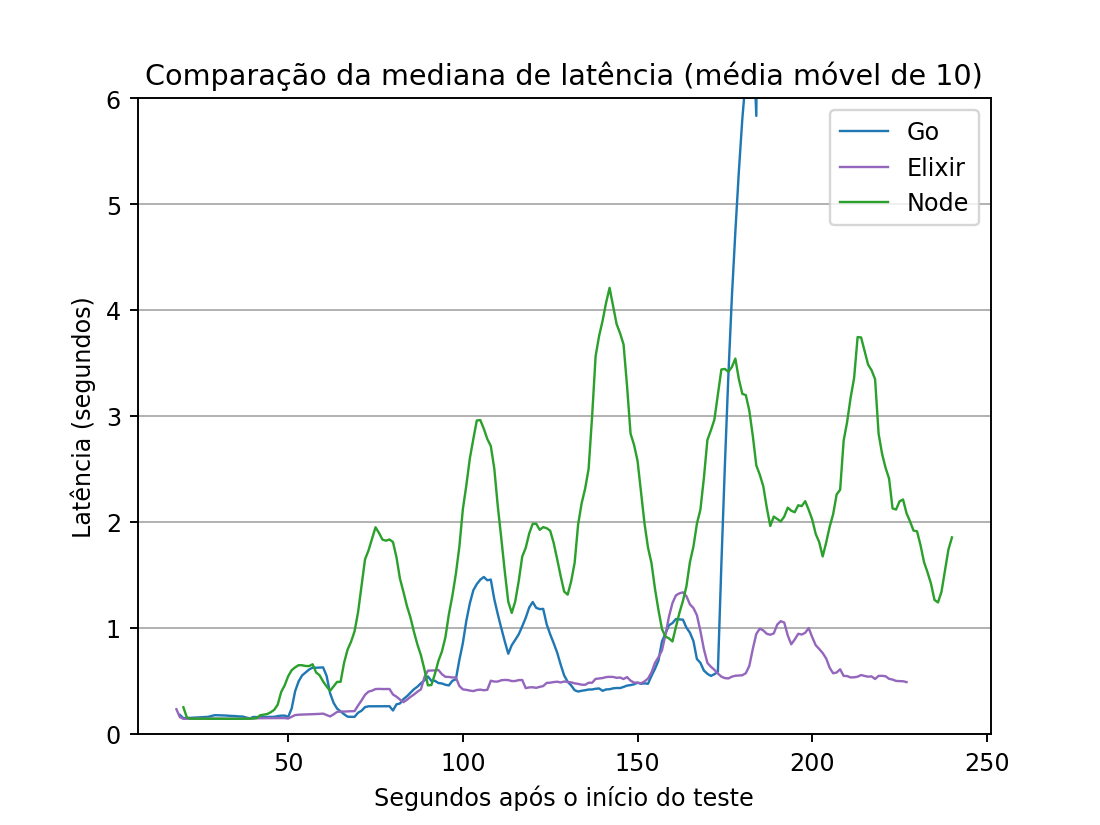 Comparação da mediana de latência (média móvel de 10)
6
5
4
3
2
1
0
Latência (segundos)
Go
Elixir
Node
50
100
150
200
250
Segundos após o início do teste